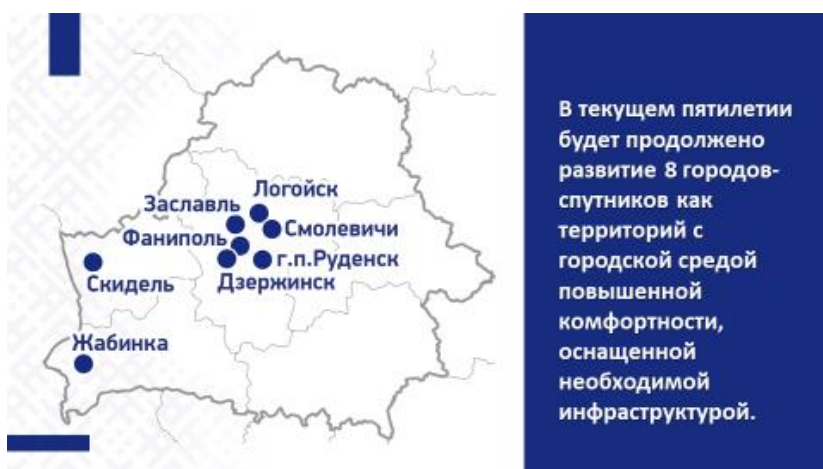 Логойск
Заславль
Смолевичи
Фаниполь
г.п.Руденск
Скидель
Дзержинск
Жабинка
В текущем пятилетии
будет продолжено
развитие 8 городов-
спутников как
территорий с
городской средой
повышенной
комфортности,
оснащенной
необходимой
инфраструктурой.